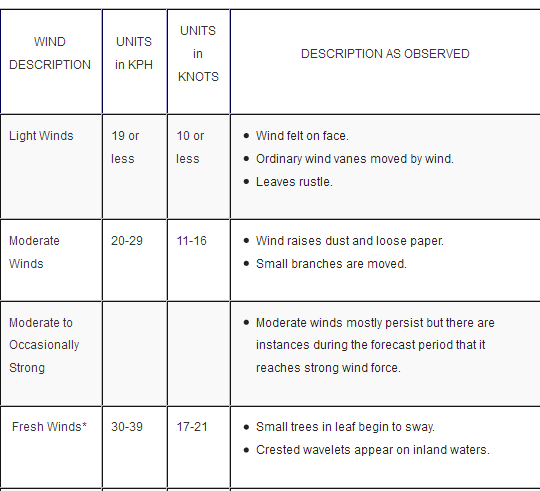 WIND
DESCRIPTION
UNITS
in KPH
UNITS
in
KNOTS
DESCRIPTION AS OBSERVED
Light Winds
19 or
less
10 or
less
• Wind felt on face.
• Ordinary wind vanes moved by wind.
• Leaves rustle.
Moderate
Winds
20-29
11-16
• Wind raises dust and loose paper.
• Small branches are moved.
Moderate to
Occasionally
Strong
• Moderate winds mostly persist but there are
instances during the forecast period that it
reaches strong wind force.
Fresh Winds*
30-39
17-21
• Small trees in leaf begin to sway.
• Crested wavelets appear on inland waters.